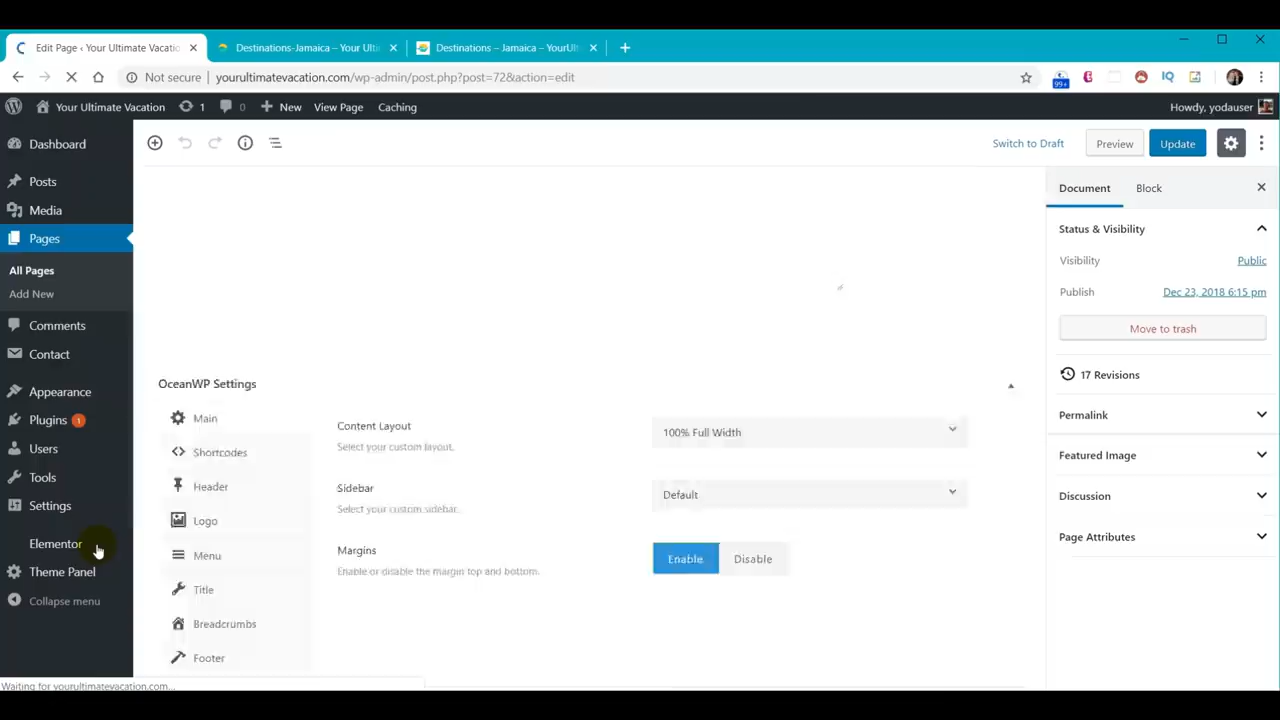 Edit Page ‹ Your Ultimate Vacatio
Destinations-Jamaica – Your Ulti
Destinations – Jamaica – YourUlt
Not secure
yourultimatevacation.com/wp-admin/post.php?post=72&action=edit
99+
IQ
Your Ultimate Vacation
1
0
New
View Page
Caching
Howdy, yodauser
Dashboard
Posts
Media
Pages
All Pages
Add New
Comments
Contact
Appearance
Plugins 1
Users
Tools
Settings
Elementor
Theme Panel
Collapse menu
Switch to Draft
Preview
Update
OceanWP Settings
Main
Shortcodes
Header
Logo
Menu
Title
Breadcrumbs
Footer
Content Layout
Select your custom layout.
100% Full Width
Sidebar
Select your custom sidebar.
Default
Margins
Enable or disable the margin top and bottom.
Enable
Disable
Document
Block
Status & Visibility
Visibility
Public
Publish
Dec 23, 2018 6:15 pm
Move to trash
17 Revisions
Permalink
Featured Image
Discussion
Page Attributes
Waiting for yourultimatevacation.com...